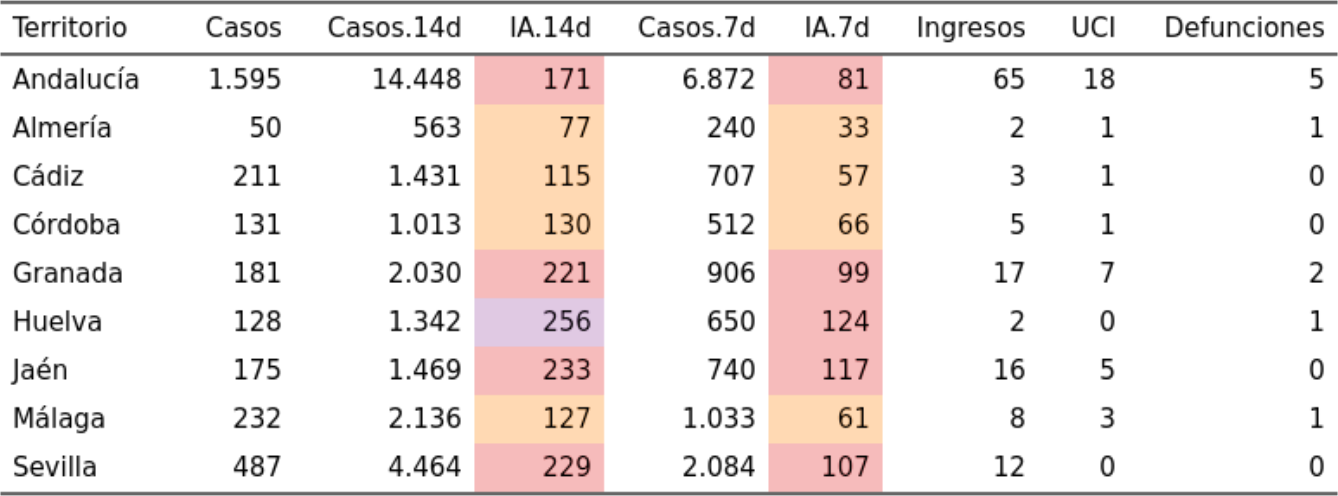 Territorio Casos Casos.14d IA.14d Casos.7d IA.7d Ingresos UCI Defunciones
Andalucía 1.595 14.448 171 6.872 81 65 18 5
Almería 50 563 77 240 33 2 1 1
Cádiz 211 1.431 115 707 57 3 1 0
Córdoba 131 1.013 130 512 66 5 1 0
Granada 181 2.030 221 906 99 17 7 2
Huelva 128 1.342 256 650 124 2 0 1
Jaén 175 1.469 233 740 117 16 5 0
Málaga 232 2.136 127 1.033 61 8 3 1
Sevilla 487 4.464 229 2.084 107 12 0 0